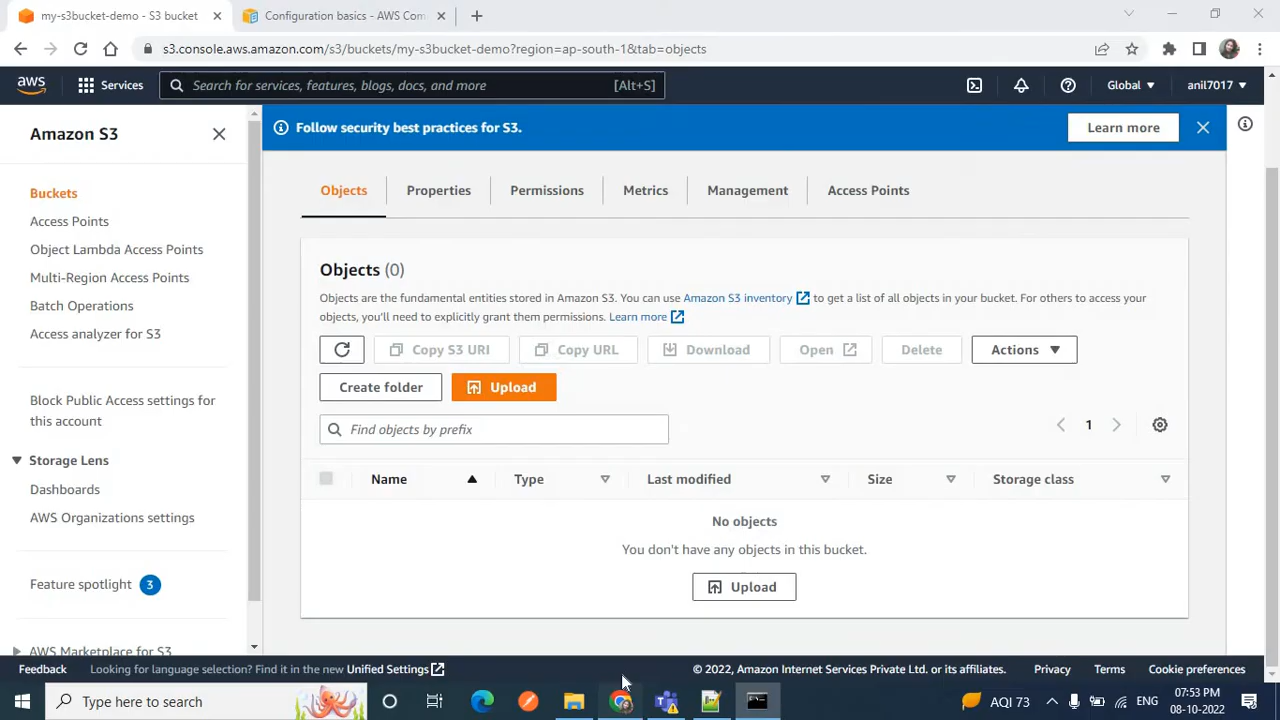 my-s3bucket-demo - S3 bucket
Configuration basics - AWS Com
s3.console.aws.amazon.com/s3/buckets/my-s3bucket-demo?region=ap-south-1&tab=objects
aws
Services
Search for services, features, blogs, docs, and more
[Alt+S]
Global
anil7017
Amazon S3
Follow security best practices for S3.
Learn more
Buckets
Access Points
Object Lambda Access Points
Multi-Region Access Points
Batch Operations
Access analyzer for S3
Block Public Access settings for
this account
Storage Lens
Dashboards
AWS Organizations settings
Feature spotlight 3
AWS Marketplace for S3
Objects
Properties
Permissions
Metrics
Management
Access Points
Objects (0)
Objects are the fundamental entities stored in Amazon S3. You can use Amazon S3 inventory to get a list of all objects in your bucket. For others to access your
objects, you'll need to explicitly grant them permissions. Learn more
Copy S3 URI
Copy URL
Download
Open
Delete
Actions
Create folder
Upload
Find objects by prefix
1
Name
Type
Last modified
Size
Storage class
No objects
You don't have any objects in this bucket.
Upload
Feedback
Looking for language selection? Find it in the new Unified Settings
© 2022, Amazon Internet Services Private Ltd. or its affiliates.
Privacy
Terms
Cookie preferences
Type here to search
AQI 73
ENG
07:53 PM
08-10-2022